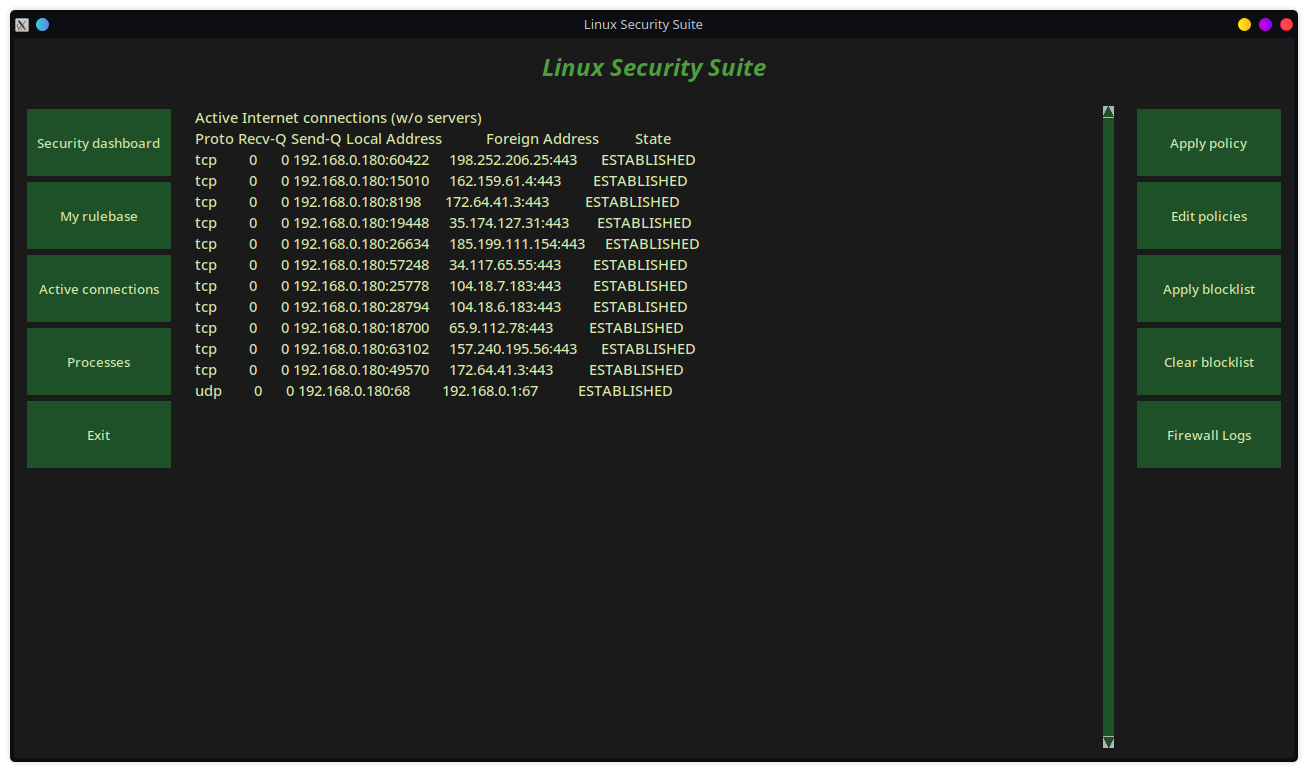 Linux Security Suite
Linux Security Suite
Security dashboard
My rulebase
Active connections
Processes
Exit
Active Internet connections (w/o servers)
Proto Recv-Q Send-Q Local Address Foreign Address State
tcp 0 0 192.168.0.180:60422 198.252.206.25:443 ESTABLISHED
tcp 0 0 192.168.0.180:15010 162.159.61.4:443 ESTABLISHED
tcp 0 0 192.168.0.180:8198 172.64.41.3:443 ESTABLISHED
tcp 0 0 192.168.0.180:19448 35.174.127.31:443 ESTABLISHED
tcp 0 0 192.168.0.180:26634 185.199.111.154:443 ESTABLISHED
tcp 0 0 192.168.0.180:57248 34.117.65.55:443 ESTABLISHED
tcp 0 0 192.168.0.180:25778 104.18.7.183:443 ESTABLISHED
tcp 0 0 192.168.0.180:28794 104.18.6.183:443 ESTABLISHED
tcp 0 0 192.168.0.180:18700 65.9.112.78:443 ESTABLISHED
tcp 0 0 192.168.0.180:63102 157.240.195.56:443 ESTABLISHED
tcp 0 0 192.168.0.180:49570 172.64.41.3:443 ESTABLISHED
udp 0 0 192.168.0.180:68 192.168.0.1:67 ESTABLISHED
Apply policy
Edit policies
Apply blocklist
Clear blocklist
Firewall Logs